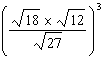 (√18 × √12 / √27)³